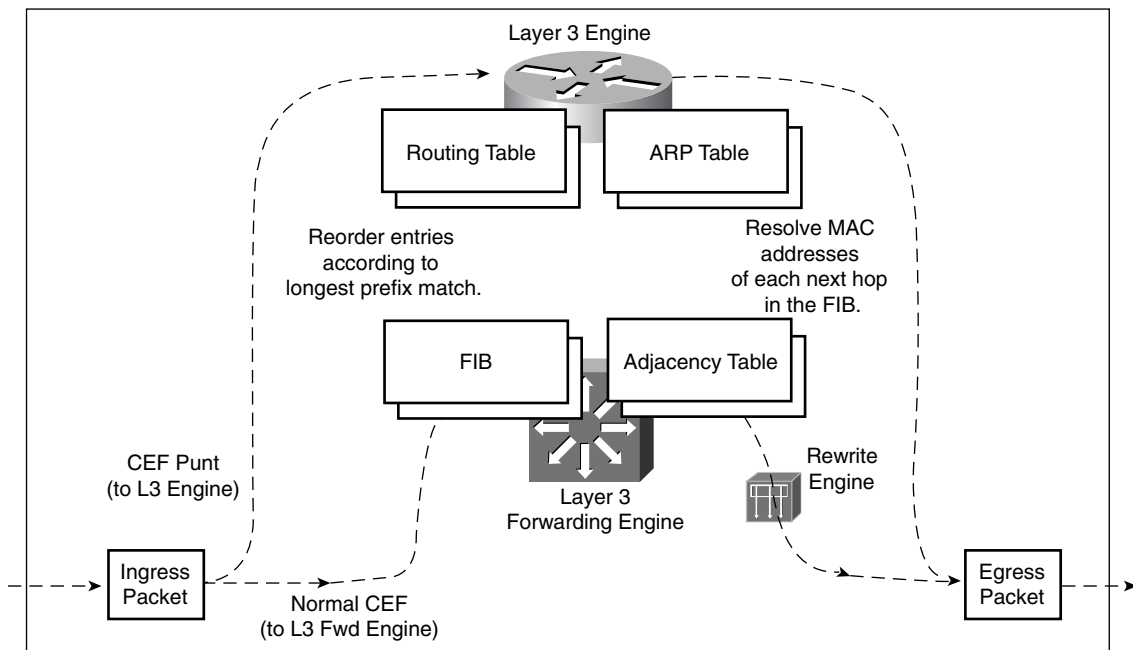 Layer 3 Engine
Routing Table
ARP Table
Reorder entries
according to
longest prefix match.
Resolve MAC
addresses
of each next hop
in the FIB.
FIB
Adjacency Table
CEF Punt
(to L3 Engine)
Rewrite
Engine
Layer 3
Forwarding Engine
Ingress
Packet
Normal CEF
(to L3 Fwd Engine)
Egress
Packet